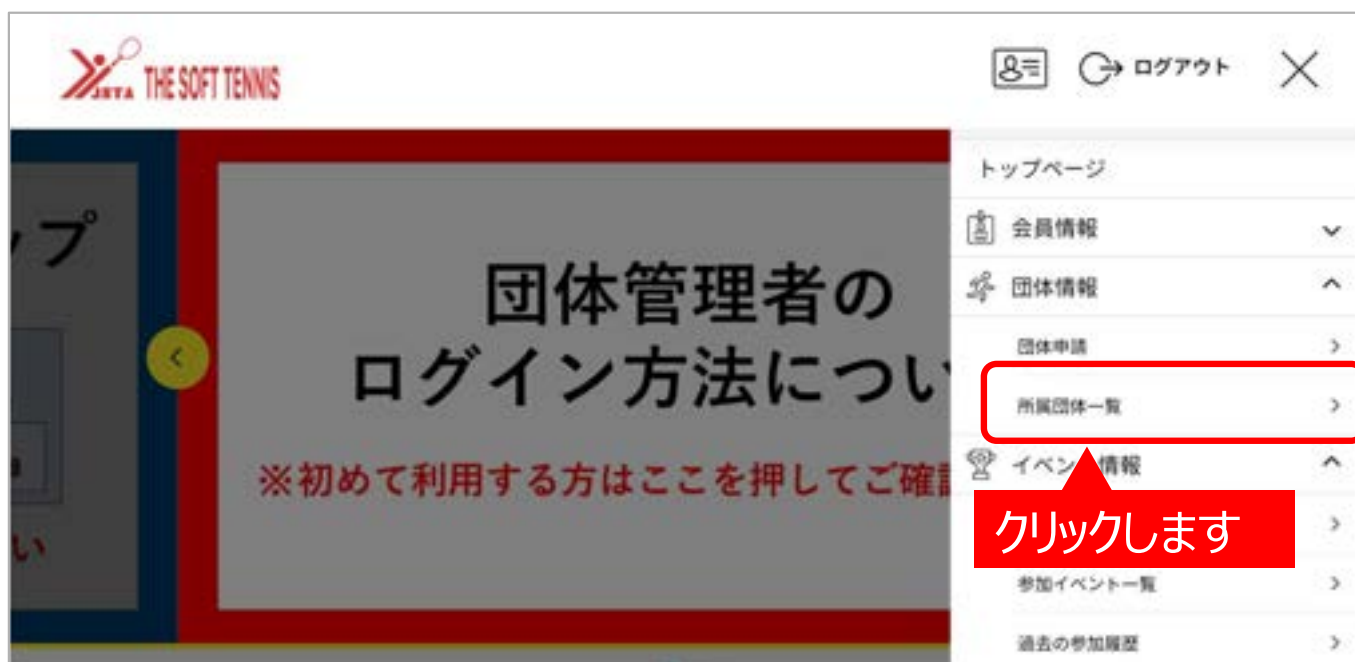 JSTA THE SOFT TENNIS
ログアウト
トップページ
会員情報
団体情報
団体申請
所属団体一覧
イベン 情報
クリックします
参加イベント一覧
過去の参加履歴
ップ
い
団体管理者の
ログイン方法につい
※初めて利用する方はここを押してご確